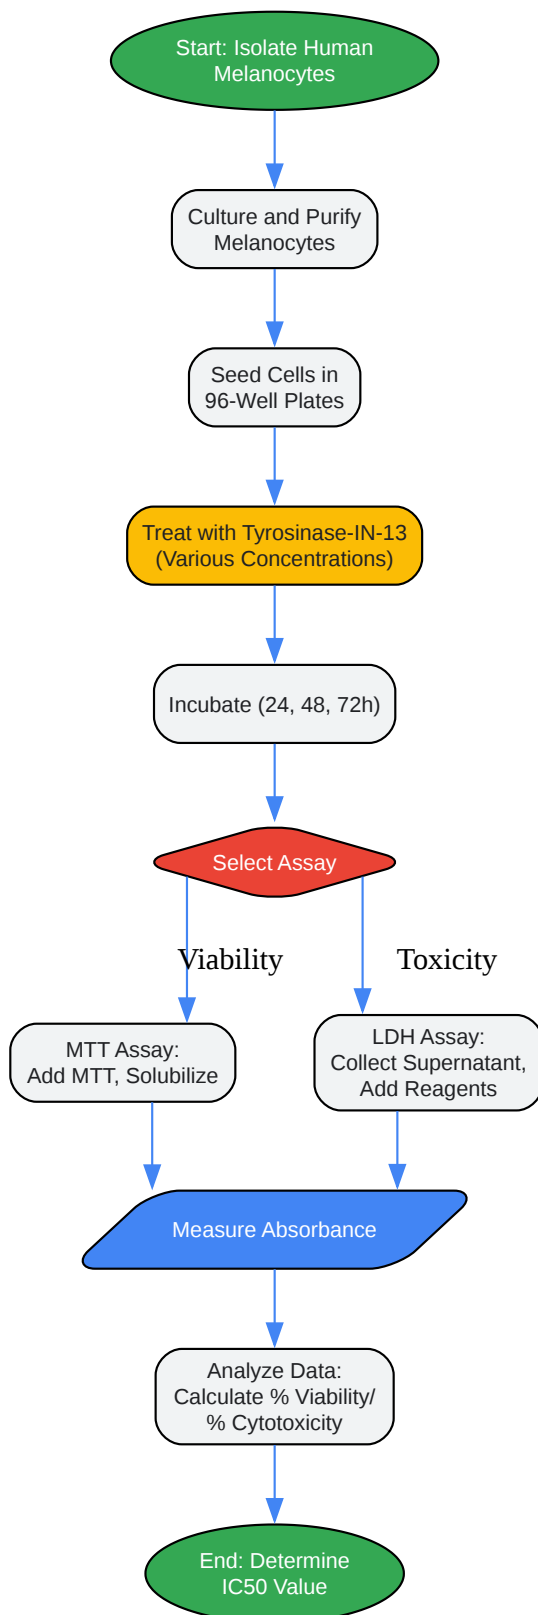 Start: Isolate Human
Melanocytes
Culture and Purify
Melanocytes
Seed Cells in
96-Well Plates
Treat with Tyrosinase-IN-13
(Various Concentrations)
Incubate (24, 48, 72h)
Select Assay
Viability
Toxicity
MTT Assay:
Add MTT, Solubilize
LDH Assay:
Collect Supernatant,
Add Reagents
Measure Absorbance
Analyze Data:
Calculate % Viability/
% Cytotoxicity
End: Determine
IC50 Value